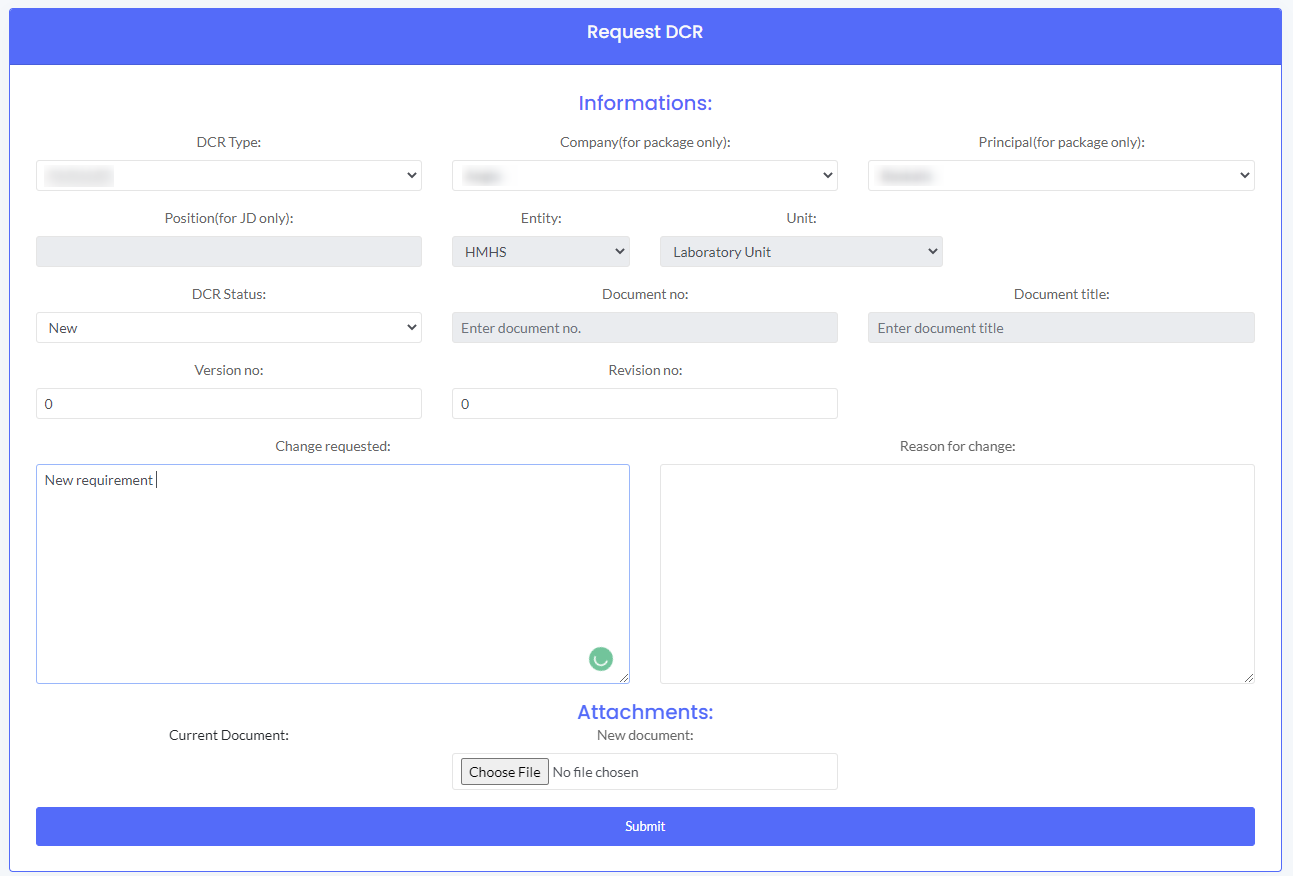 Request DCR
Informations:
DCR Type: Company(for package only): Principal(for package only):
Position(for JD only): Entity: Unit:
HMHS Laboratory Unit
DCR Status: Document no: Document title:
New Enter document no. Enter document title
Version no: Revision no:
0 0
Change requested: Reason for change:
New requirement
Attachments:
Current Document: New document:
Choose File No file chosen
Submit